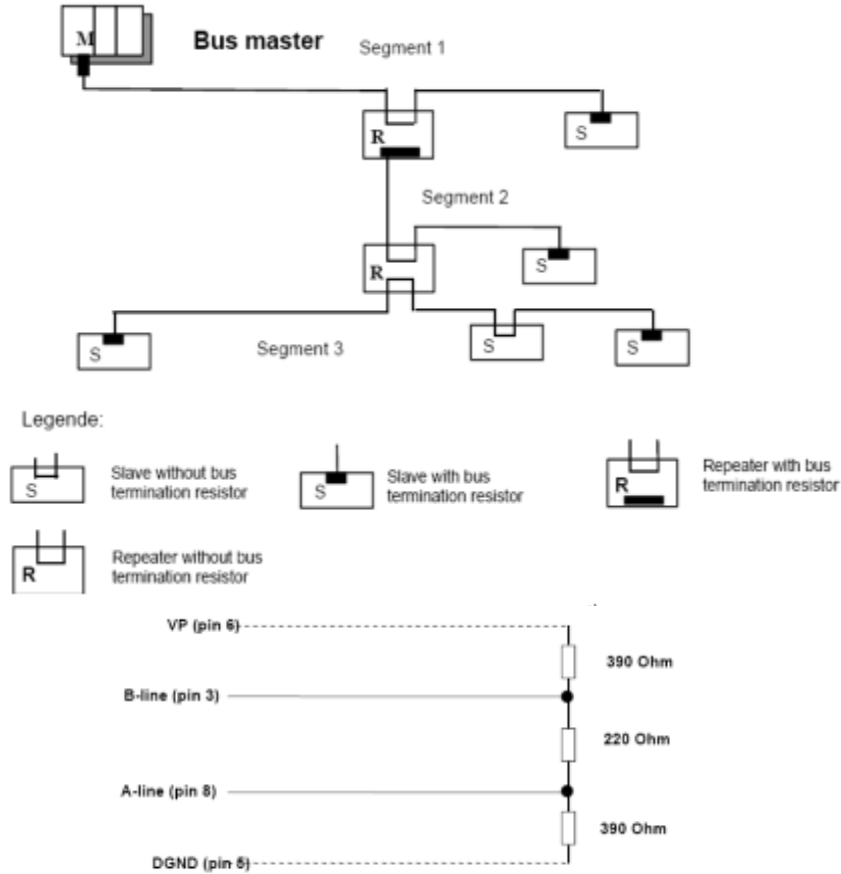 M
Bus master
Segment 1
R
S
Segment 2
S
R
S
Segment 3
S
S
Legende:
S
Slave without bus
termination resistor
S
Slave with bus
termination resistor
R
Repeater with bus
termination resistor
R
Repeater without bus
termination resistor
VP (pin 6)
390 Ohm
B-line (pin 3)
220 Ohm
A-line (pin 8)
390 Ohm
DGND (pin 5)